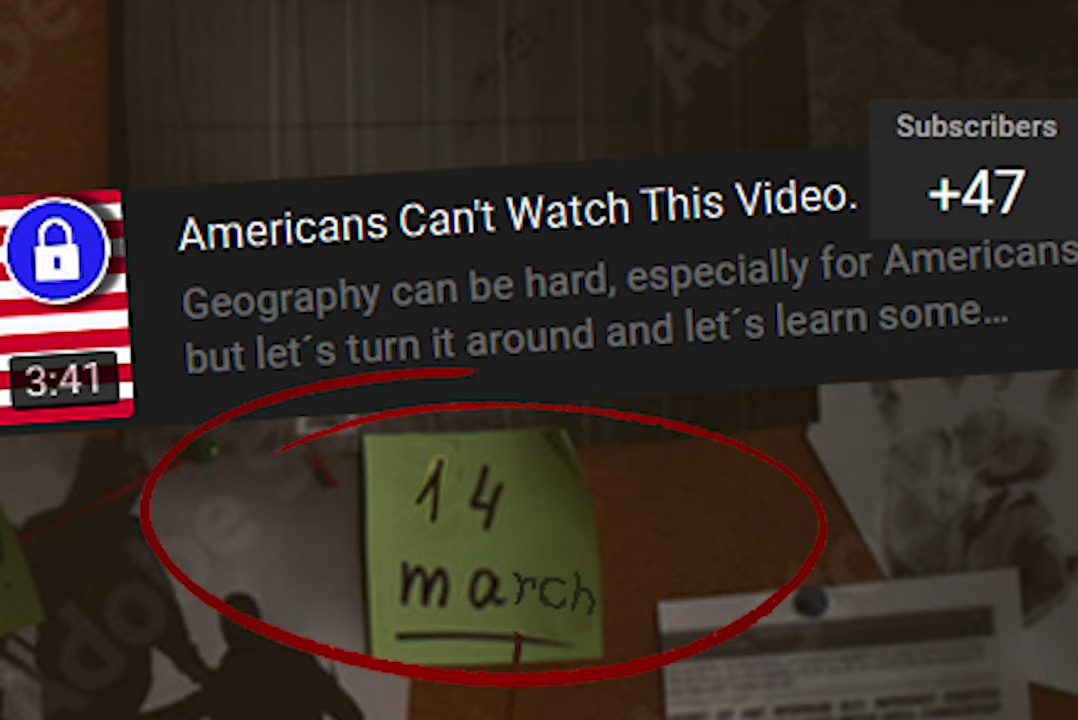 Subscribers
+47
Americans Can't Watch This Video.
Geography can be hard, especially for Americans
but let´s turn it around and let´s learn some...
3:41
14
march